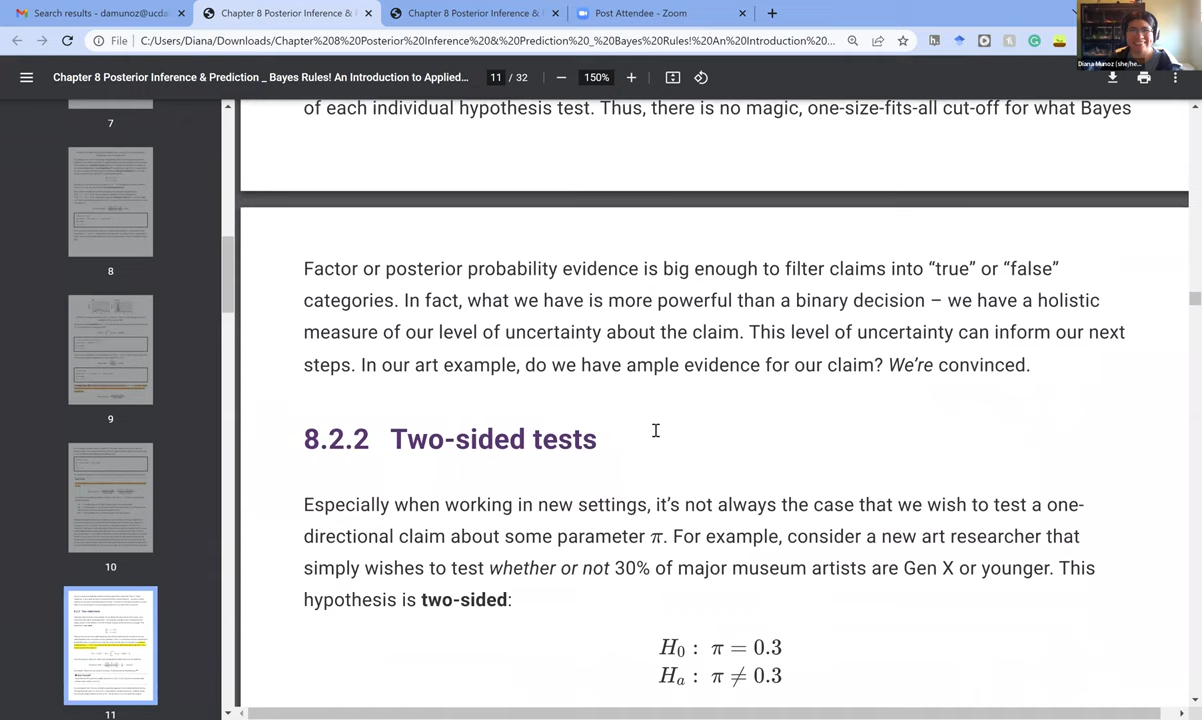 Search results - damunoz@ucda
Chapter 8 Posterior Inference &
Chapter 8 Posterior Inference &
Post Attendee - Zoom
File
C:/Users/Diana/Downloads/Chapter%208%20Posterior%20Inference%20&%20Prediction%20_%20Bayes%20Rules!%20An%20Introduction%20...
Diana Munoz (she/he...
Chapter 8 Posterior Inference & Prediction _ Bayes Rules! An Introduction to Applied...
11 / 32
150%
of each individual hypothesis test. Thus, there is no magic, one-size-fits-all cut-off for what Bayes
7
8
9
10
11
Factor or posterior probability evidence is big enough to filter claims into “true” or “false”
categories. In fact, what we have is more powerful than a binary decision – we have a holistic
measure of our level of uncertainty about the claim. This level of uncertainty can inform our next
steps. In our art example, do we have ample evidence for our claim? We’re convinced.
8.2.2 Two-sided tests
Especially when working in new settings, it’s not always the case that we wish to test a one-
directional claim about some parameter π. For example, consider a new art researcher that
simply wishes to test whether or not 30% of major museum artists are Gen X or younger. This
hypothesis is two-sided:
H₀ : π = 0.3
Hₐ : π ≠ 0.3